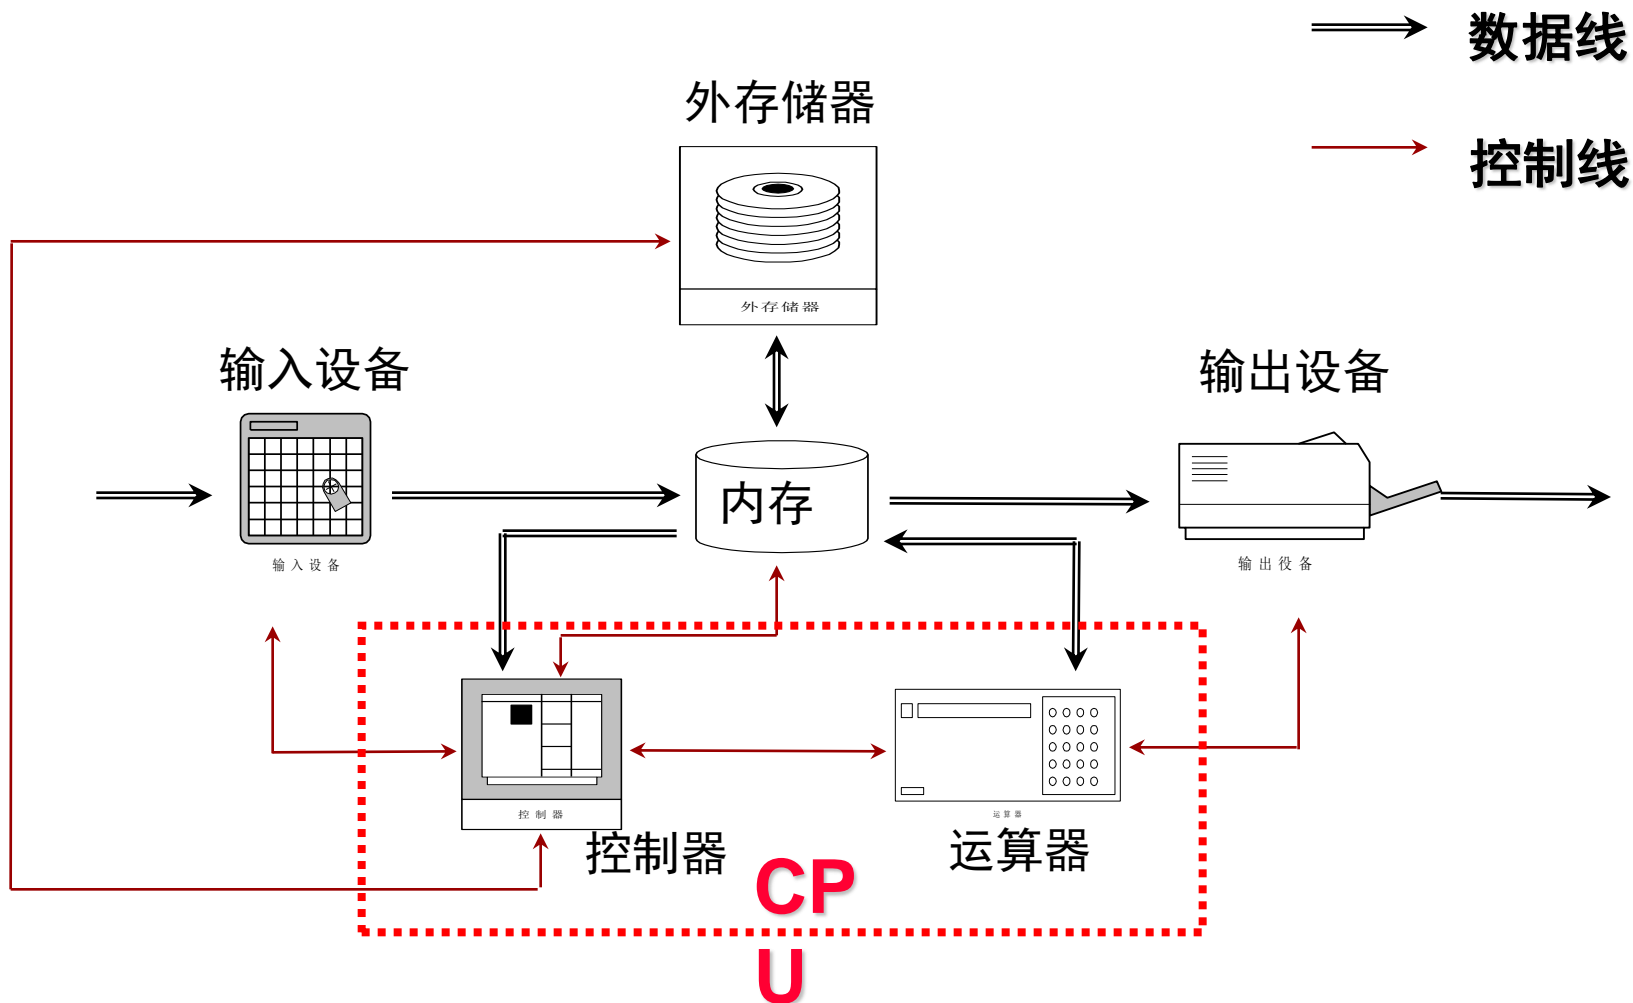 数据线
外存储器
控制线
外存储器
输入设备
输出设备
内存
输入设备
输出役备
控制器
运算器
控制器
运算器
CP
U